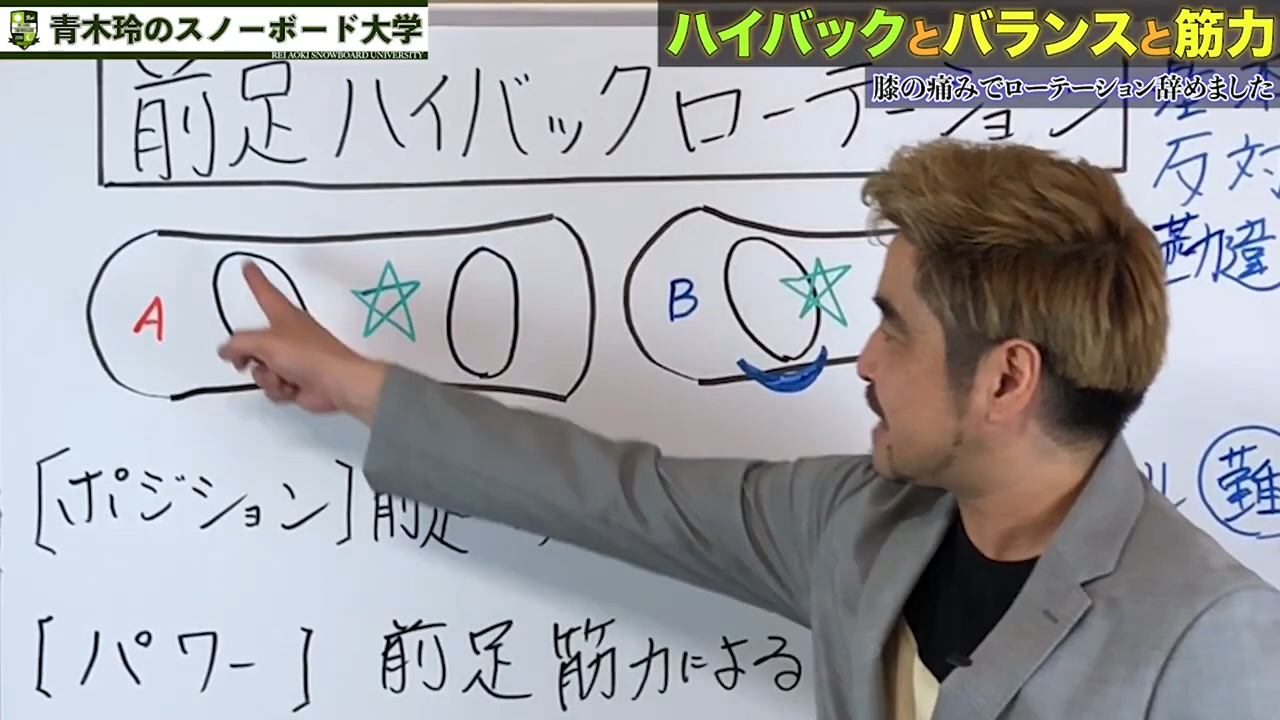 青木玲のスノーボード大学
REI AOKI SNOWBOARD UNIVERSITY
ハイバックとバランスと筋力
膝の痛みでローテーション辞めました
前足ハイバックローテーション
反対
勘違
A
B
[ポジション]前足
難
[パワー] 前足筋力による